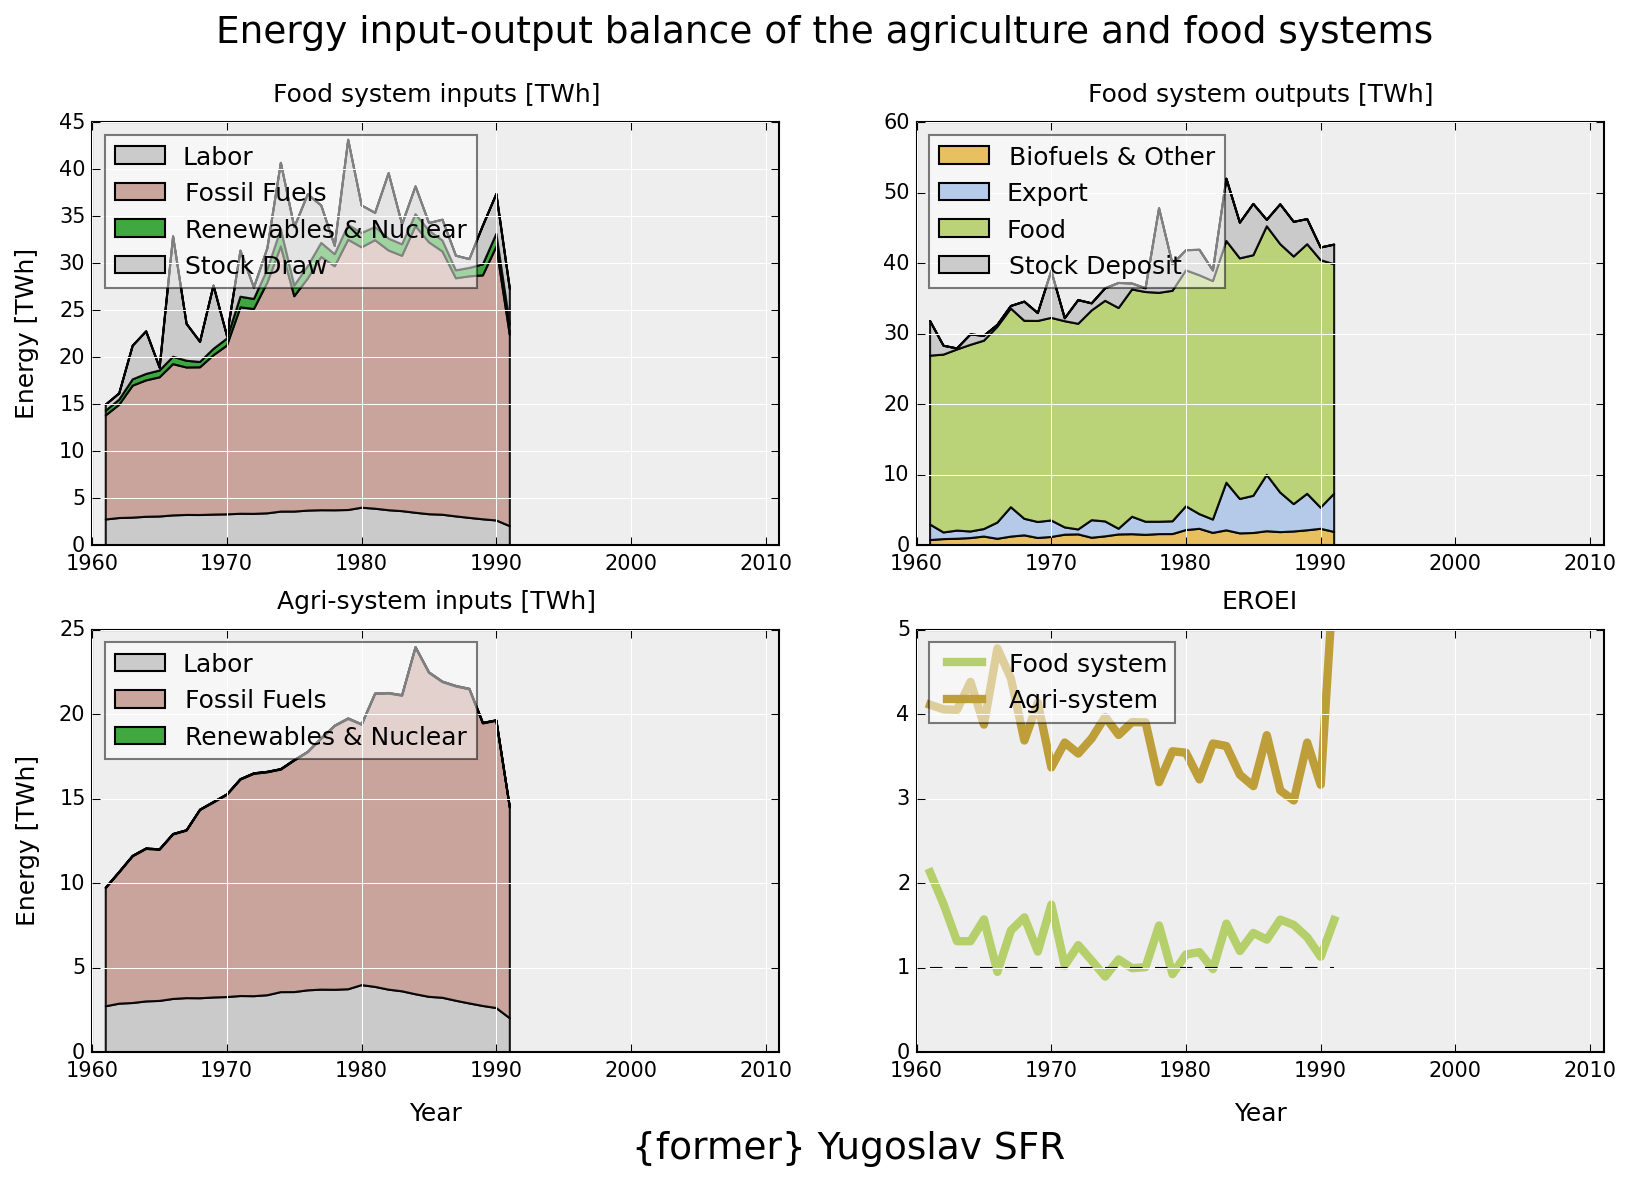 Energy input-output balance of the agriculture and food systems
Food system inputs [TWh]
Energy [TWh]
45
40
35
30
25
20
15
10
5
0
1960 1970 1980 1990 2000 2010
Labor
Fossil Fuels
Renewables & Nuclear
Stock Draw
Food system outputs [TWh]
60
50
40
30
20
10
0
1960 1970 1980 1990 2000 2010
Biofuels & Other
Export
Food
Stock Deposit
Agri-system inputs [TWh]
Energy [TWh]
25
20
15
10
5
0
1960 1970 1980 1990 2000 2010
Year
Labor
Fossil Fuels
Renewables & Nuclear
EROEI
5
4
3
2
1
0
1960 1970 1980 1990 2000 2010
Year
Food system
Agri-system
{former} Yugoslav SFR